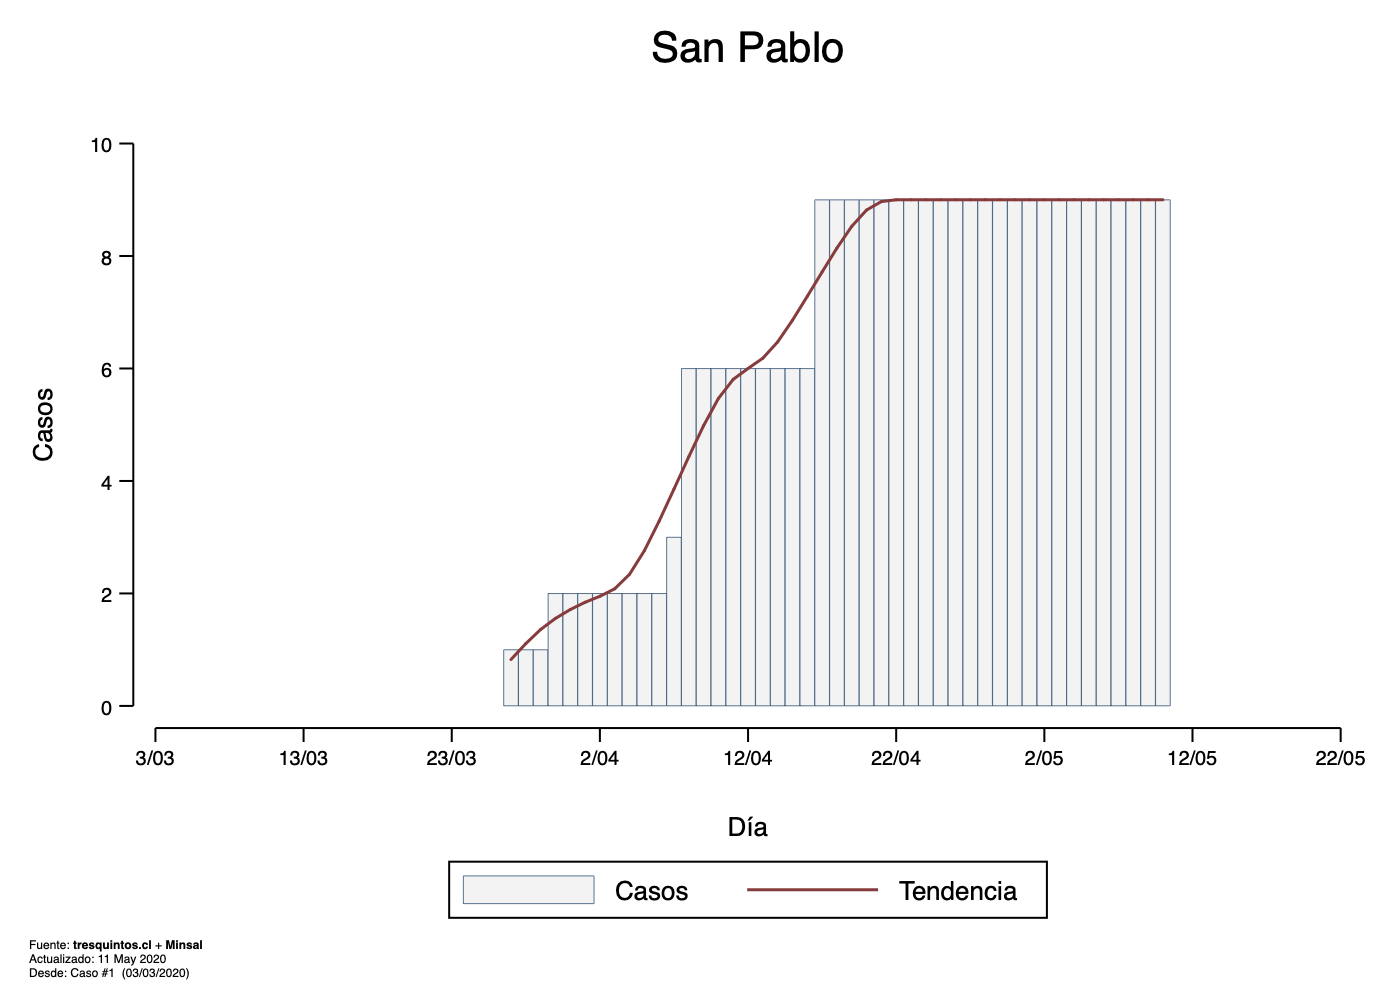 San Pablo
10
8
6
4
2
0
Casos
3/03 13/03 23/03 2/04 12/04 22/04 2/05 12/05 22/05
Día
Casos Tendencia
Fuente: tresquintos.cl + Minsal
Actualizado: 11 May 2020
Desde: Caso #1 (03/03/2020)